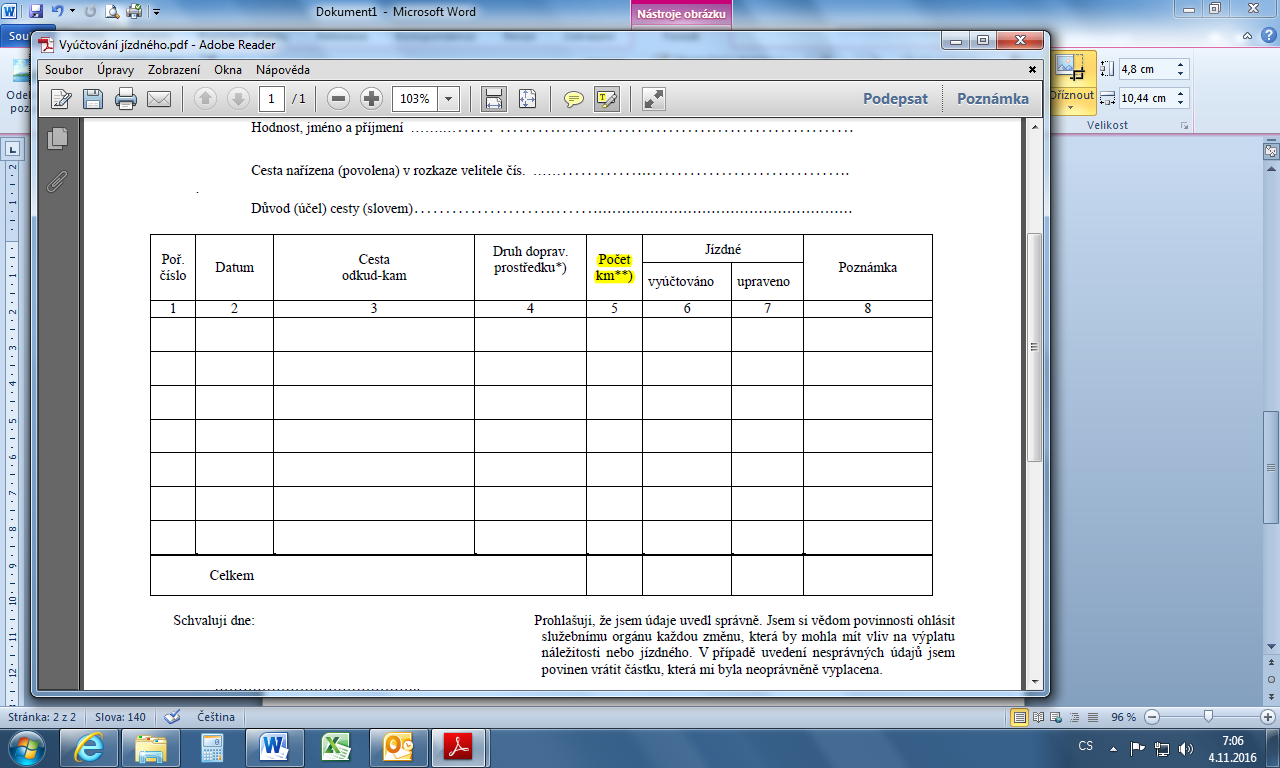 Dokument1 - Microsoft Word
Nástroje obrázku
Vyúčtování jízdného.pdf - Adobe Reader
Soubor Úpravy Zobrazení Okna Nápověda
1 / 1 103% Podepsat Poznámka
4,8 cm
Oříznout 10,44 cm
Velikost
Hodnost, jméno a příjmení ..............................................................
Cesta nařízena (povolena) v rozkaze velitele čís. ..................................................
.
Důvod (účel) cesty (slovem)......................................................................
Poř. číslo Datum Cesta odkud-kam Druh doprav. prostředku*) Počet km**) Jízdné Poznámka
vyúčtováno upraveno
1 2 3 4 5 6 7 8
Celkem
Schvaluji dne:
Prohlašuji, že jsem údaje uvedl správně. Jsem si vědom povinnosti ohlásit
služebnímu orgánu každou změnu, která by mohla mít vliv na výplatu
náležitosti nebo jízdného. V případě uvedení nesprávných údajů jsem
povinen vrátit částku, která mi byla neoprávněně vyplacena.
..........................................
Stránka: 2 z 2 Slova: 140 Čeština 96 %
CS 7:06
4.11.2016